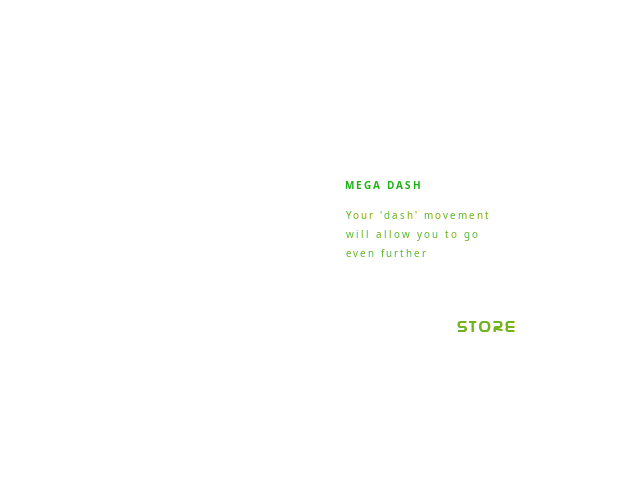 MEGA DASH
Your 'dash' movement
will allow you to go
even further
STORE